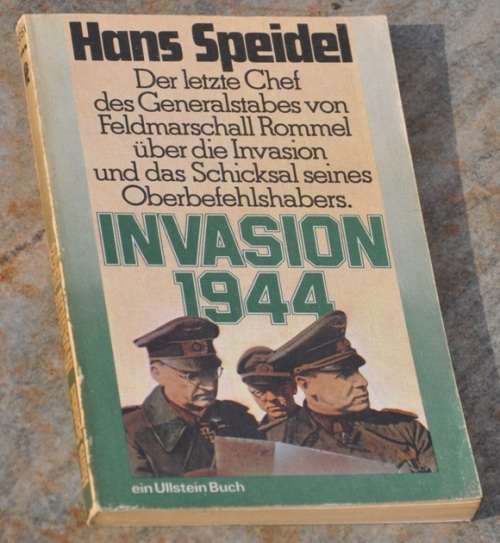 Hans Speidel
Der letzte Chef
des Generalstabes von
Feldmarschall Rommel
über die Invasion
und das Schicksal seines
Oberbefehlshabers.
INVASION
1944
ein Ullstein Buch